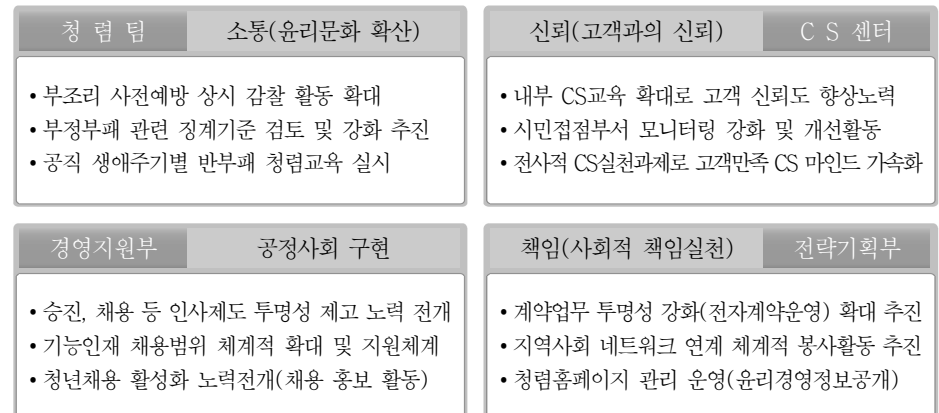 청 렴 팀 소통(윤리문화 확산)
• 부조리 사전예방 상시 감찰 활동 확대
• 부정부패 관련 징계기준 검토 및 강화 추진
• 공직 생애주기별 반부패 청렴교육 실시
신뢰(고객과의 신뢰) C S 센터
• 내부 CS교육 확대로 고객 신뢰도 향상노력
• 시민접점부서 모니터링 강화 및 개선활동
• 전사적 CS실천과제로 고객만족 CS 마인드 가속화
경영지원부 공정사회 구현
• 승진, 채용 등 인사제도 투명성 제고 노력 전개
• 기능인재 채용범위 체계적 확대 및 지원체계
• 청년채용 활성화 노력전개(채용 홍보 활동)
책임(사회적 책임실천) 전략기획부
• 계약업무 투명성 강화(전자계약운영) 확대 추진
• 지역사회 네트워크 연계 체계적 봉사활동 추진
• 청렴홈페이지 관리 운영(윤리경영정보공개)